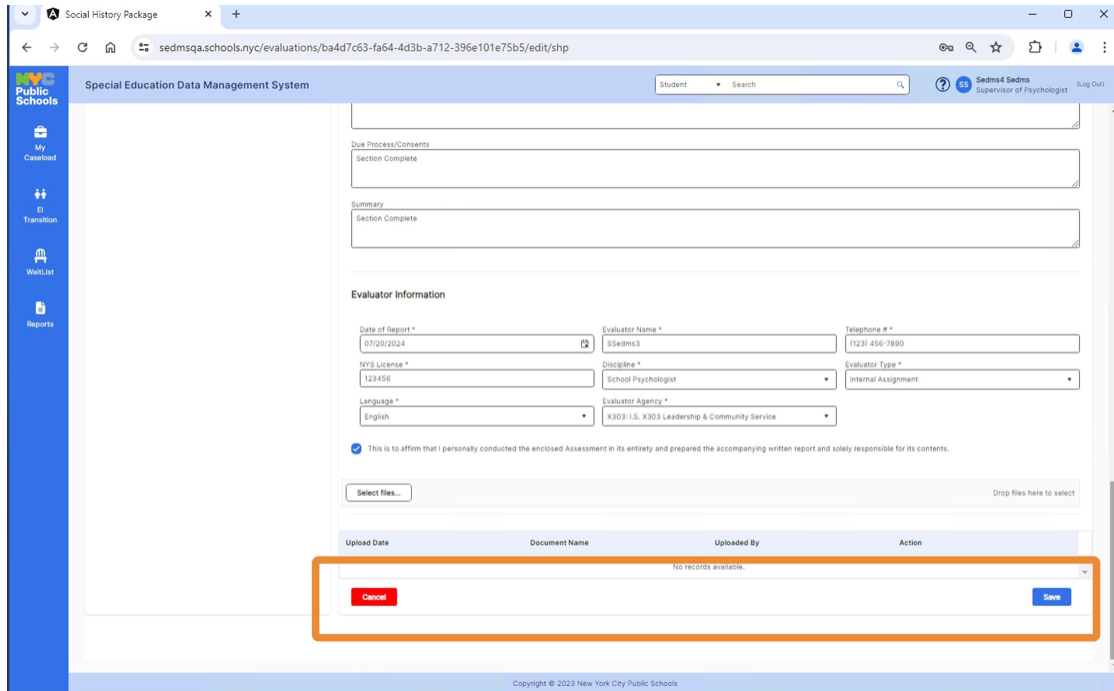 Social History Package
sedmsqa.schools.nyc/evaluations/ba4d7c63-fa64-4d3b-a712-396e101e75b5/edit/shp
NYC
Public
Schools
Special Education Data Management System
Student
Search
SS
Sedms4 Sedms
Supervisor of Psychologist
(Log Out)
My
Caseload
EI
Transition
WaitList
Reports
Due Process/Consents
Section Complete
Summary
Section Complete
Evaluator Information
Date of Report *
Evaluator Name *
Telephone # *
07/20/2024
SSedms3
(123) 456-7890
NYS License *
Discipline *
Evaluator Type *
123456
School Psychologist
Internal Assignment
Language *
Evaluator Agency *
English
X303: I.S. X303 Leadership & Community Service
This is to affirm that I personally conducted the enclosed Assessment in its entirety and prepared the accompanying written report and solely responsible for its contents.
Select files...
Drop files here to select
Upload Date
Document Name
Uploaded By
Action
No records available.
Cancel
Save
Copyright © 2023 New York City Public Schools